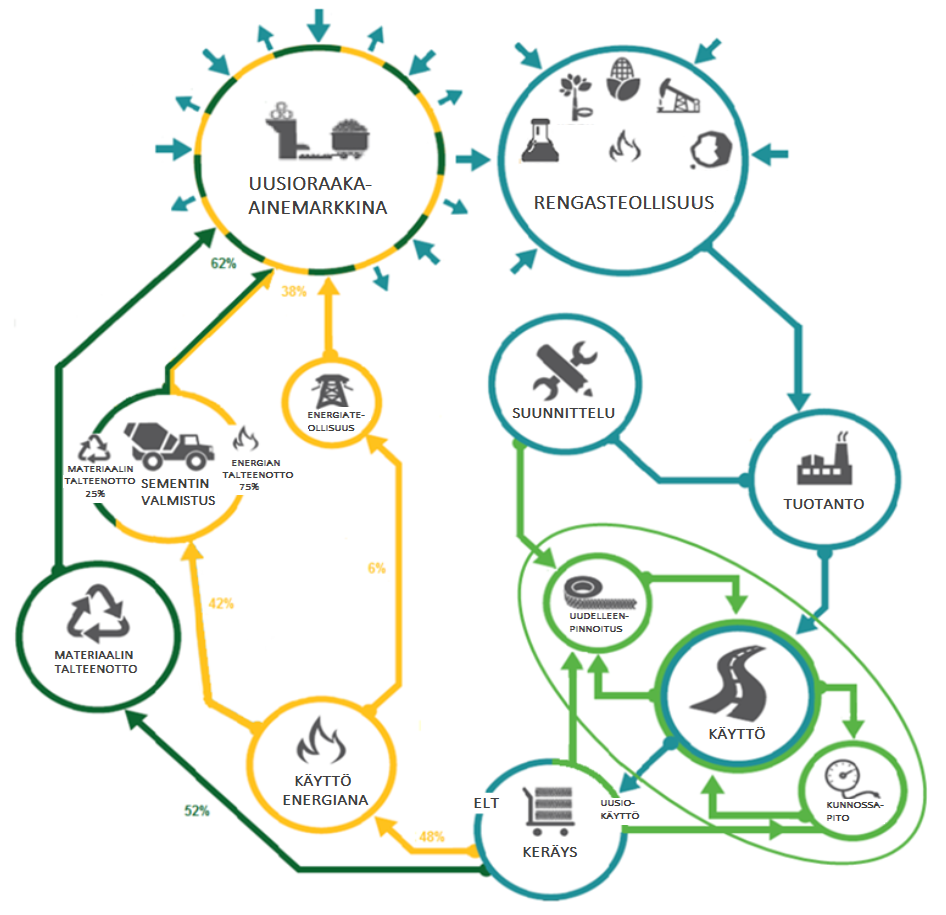 UUSIORAAKA-
AINEMARKKINA
RENGASTEOLLISUUS
62%
38%
SUUNNITTELU
ENERGIATE-
OLLISUUS
MATERIAALIN
TALTEENOTTO
25%
SEMENTIN
VALMISTUS
ENERGIAN
TALTEENOTTO
75%
TUOTANTO
6%
42%
UUDELLEEN-
PINNOITUS
MATERIAALIN
TALTEENOTTO
KÄYTTÖ
KÄYTTÖ
ENERGIANA
52%
48%
ELT
UUSIO-
KÄYTTÖ
KERÄYS
KUNNOSSA-
PITO